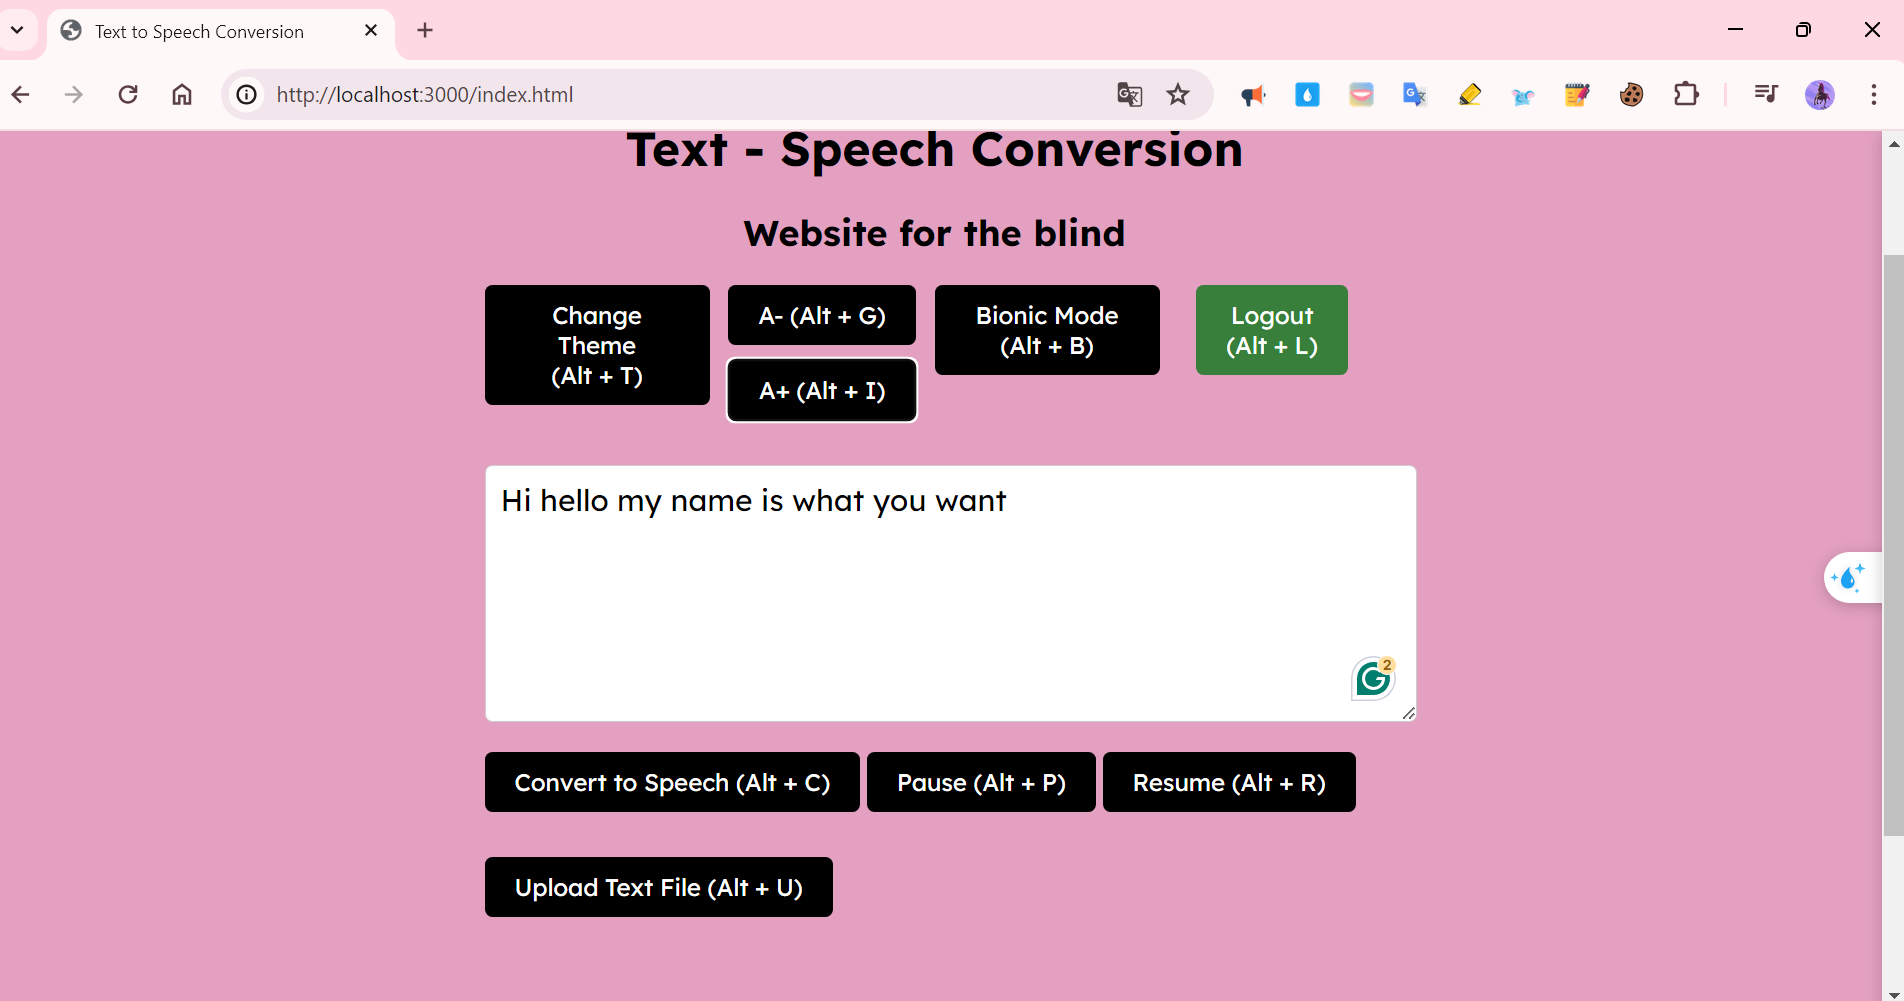 Text to Speech Conversion
http://localhost:3000/index.html
Text - Speech Conversion
Website for the blind
Change
Theme
(Alt + T)
A- (Alt + G)
A+ (Alt + I)
Bionic Mode
(Alt + B)
Logout
(Alt + L)
Hi hello my name is what you want
2
Convert to Speech (Alt + C)
Pause (Alt + P)
Resume (Alt + R)
Upload Text File (Alt + U)